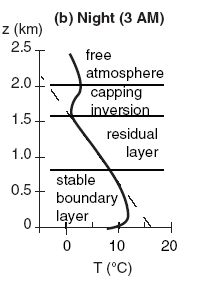 (b) Night (3 AM)
z (km)
2.5
free
atmosphere
2.0
capping
inversion
1.5
residual
layer
1.0
stable
0.5
boundary
layer
0
0 10 20
T (°C)